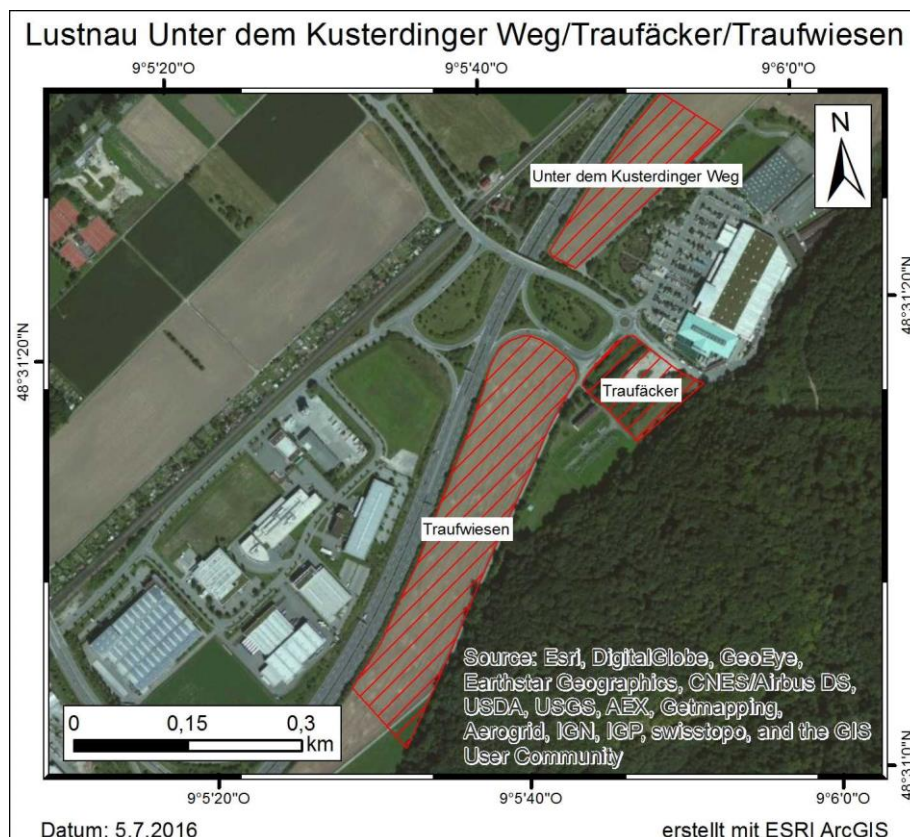 Lustnau Unter dem Kusterdinger Weg/Traufäcker/Traufwiesen
9°5'20"O
9°5'40"O
9°6'0"O
N
Unter dem Kusterdinger Weg
48°31'20"N
48°31'20"N
Traufäcker
Traufwiesen
Source: Esri, DigitalGlobe, GeoEye,
Earthstar Geographics, CNES/Airbus DS,
USDA, USGS, AEX, Getmapping,
Aerogrid, IGN, IGP, swisstopo, and the GIS
User Community
0 0,15 0,3
km
48°31'0"N
9°5'20"O
9°5'40"O
9°6'0"O
Datum: 5.7.2016
erstellt mit ESRI ArcGIS